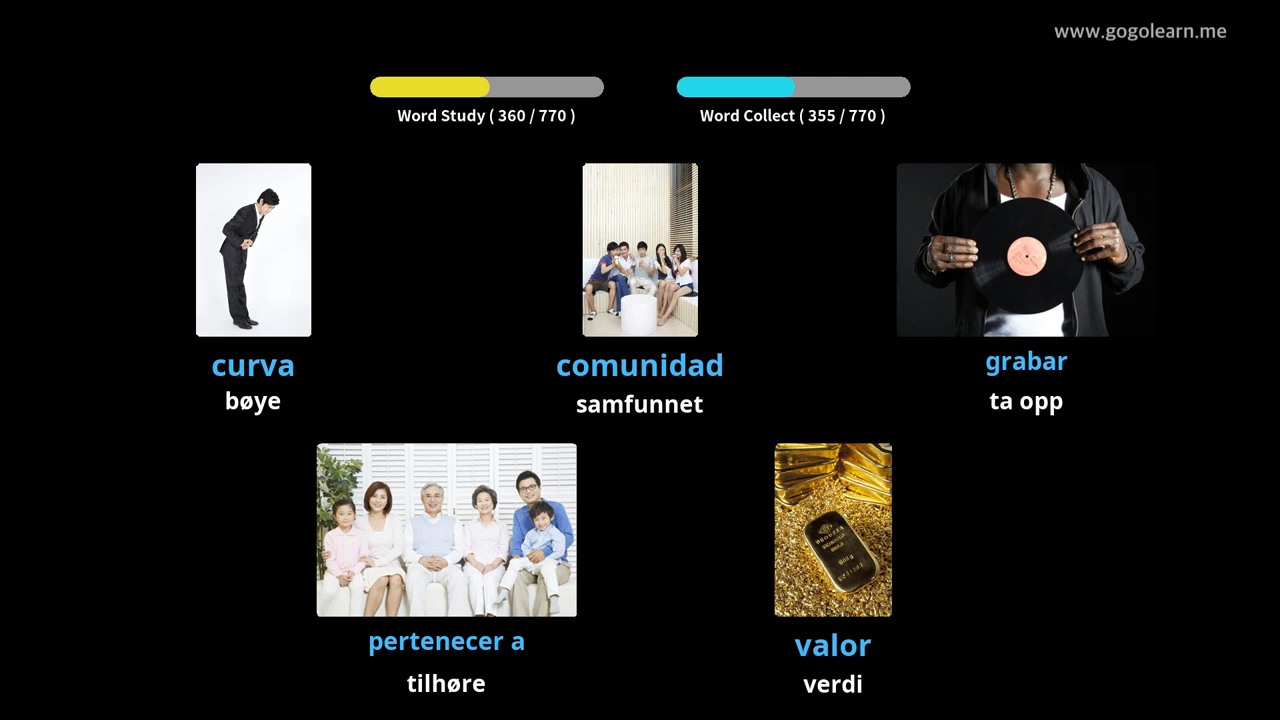 www.gogolearn.me
Word Study ( 360 / 770 )
Word Collect ( 355 / 770 )
curva
bøye
comunidad
samfunnet
grabar
ta opp
pertenecer a
tilhøre
valor
verdi